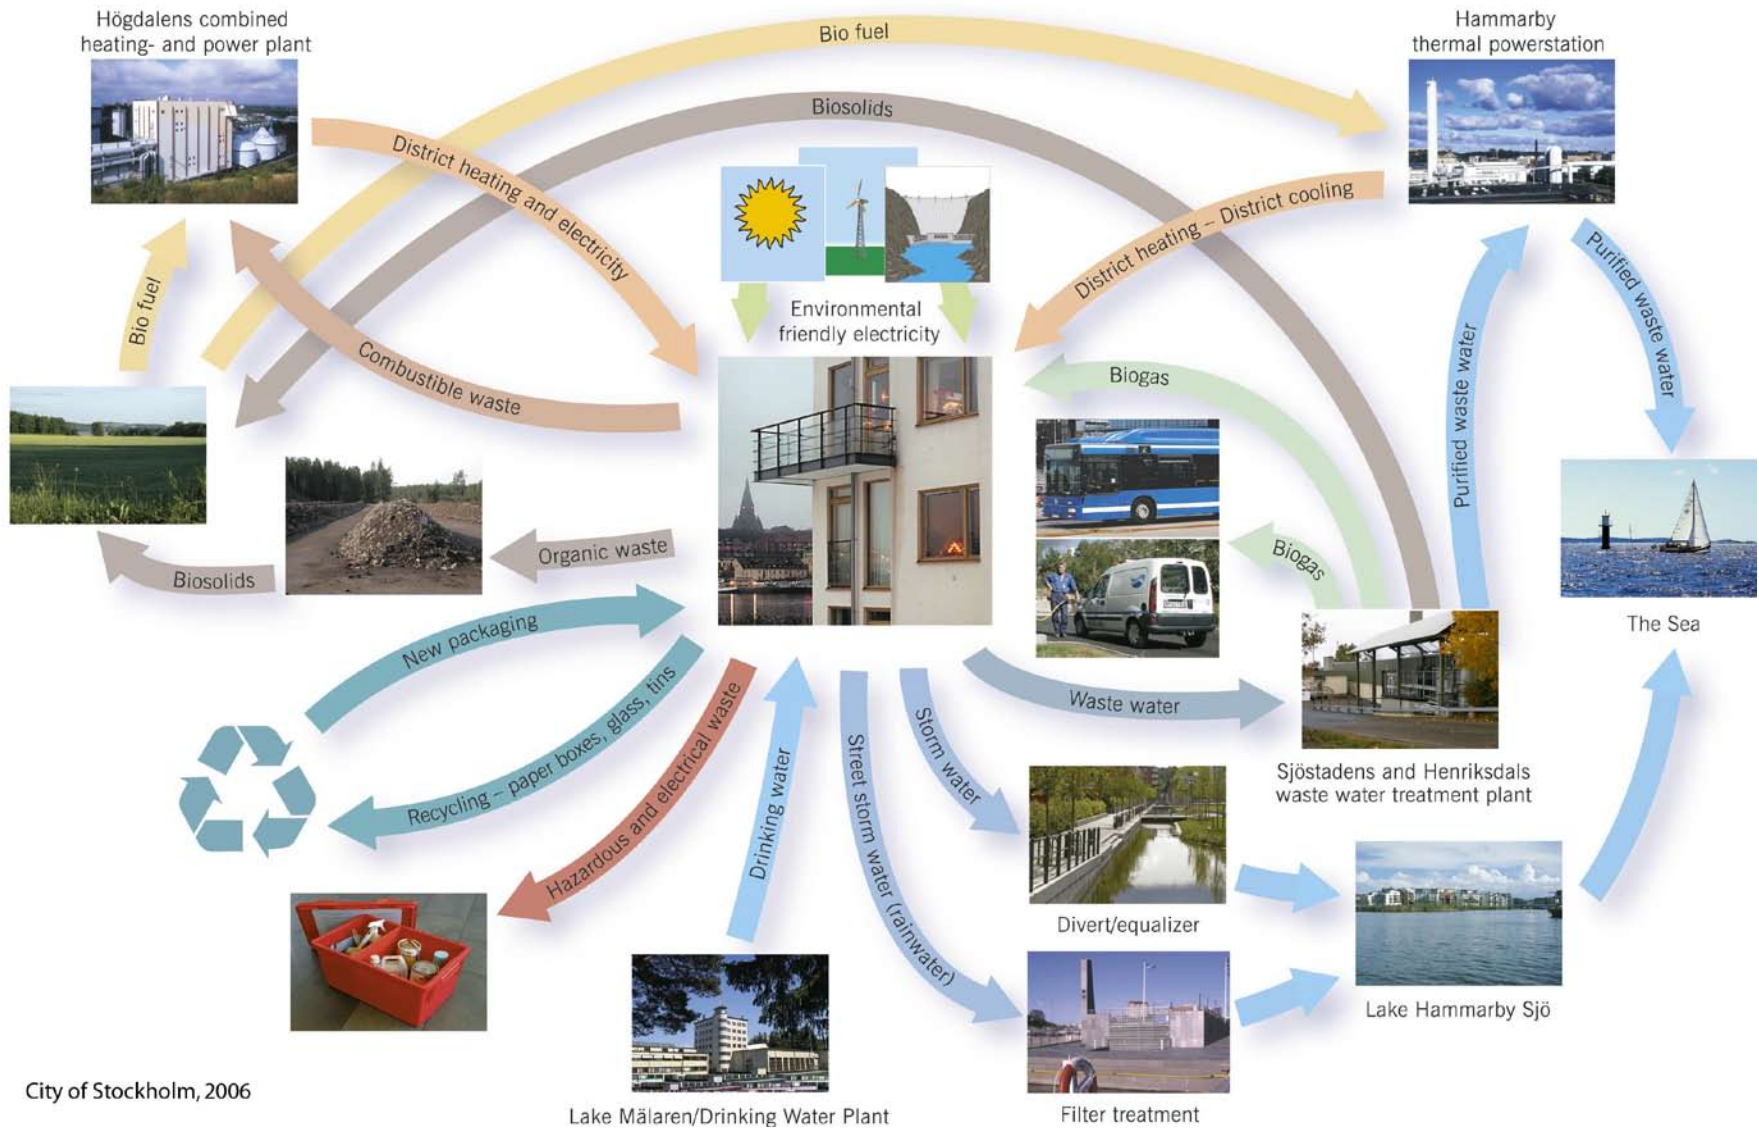 Högdalens combined
heating- and power plant
Bio fuel
Hammarby
thermal powerstation
Biosolids
District heating and electricity
District heating – District cooling
Purified waste water
Bio fuel
Environmental
friendly electricity
Combustible waste
Biogas
Purified waste water
Organic waste
Biogas
Biosolids
The Sea
New packaging
Waste water
Recycling – paper boxes, glass, tins
Hazardous and electrical waste
Drinking water
Street storm water (rainwater)
Storm water
Sjöstadens and Henriksdals
waste water treatment plant
Divert/equalizer
Lake Hammarby Sjö
City of Stockholm, 2006
Lake Mälaren/Drinking Water Plant
Filter treatment